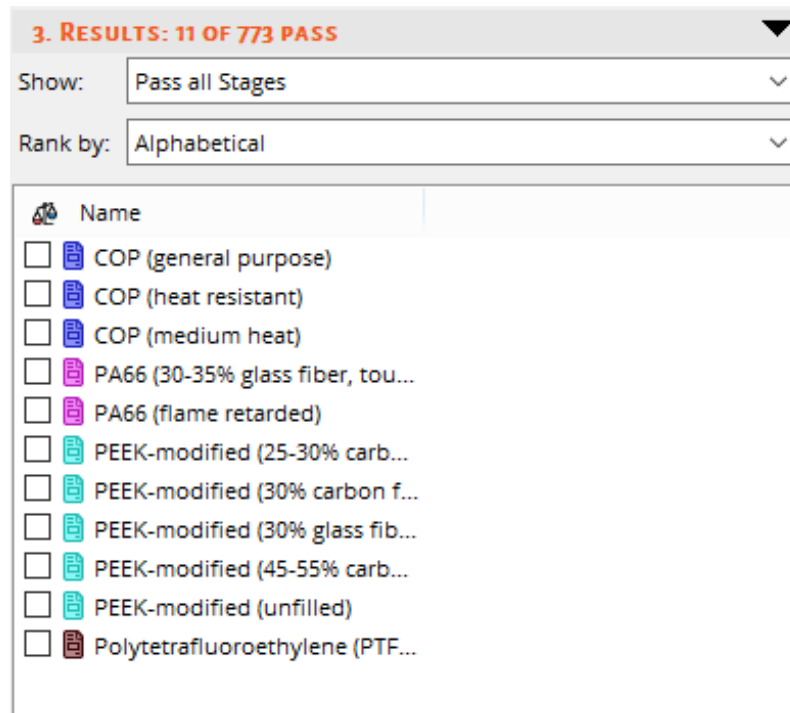 3. RESULTS: 11 OF 773 PASS
Show: Pass all Stages
Rank by: Alphabetical
Name
COP (general purpose)
COP (heat resistant)
COP (medium heat)
PA66 (30-35% glass fiber, tou...
PA66 (flame retarded)
PEEK-modified (25-30% carb...
PEEK-modified (30% carbon f...
PEEK-modified (30% glass fib...
PEEK-modified (45-55% carb...
PEEK-modified (unfilled)
Polytetrafluoroethylene (PTF...